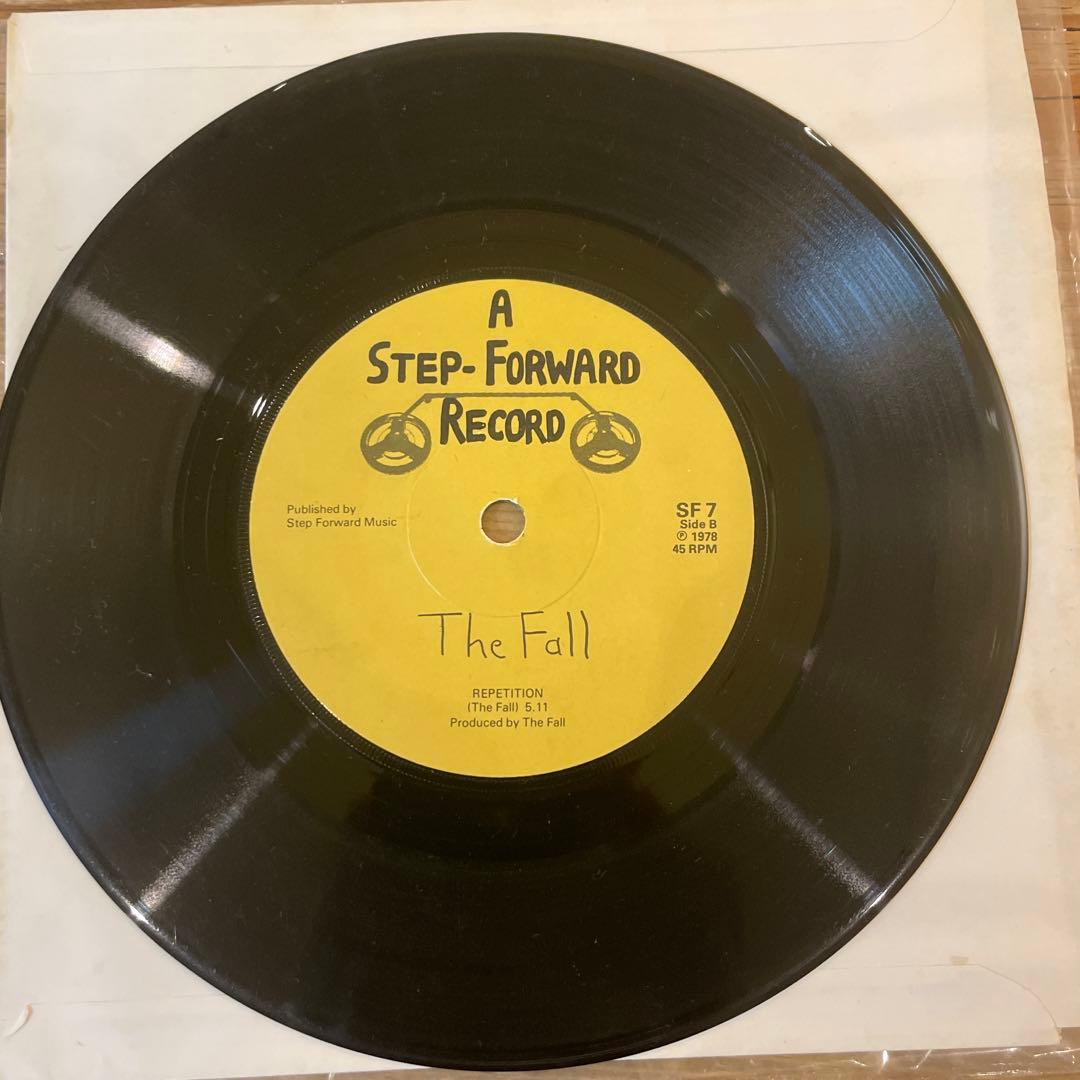 A
STEP-FORWARD
RECORD
Published by
Step Forward Music
SF 7
Side B
℗ 1978
45 RPM
The Fall
REPETITION
(The Fall) 5.11
Produced by The Fall